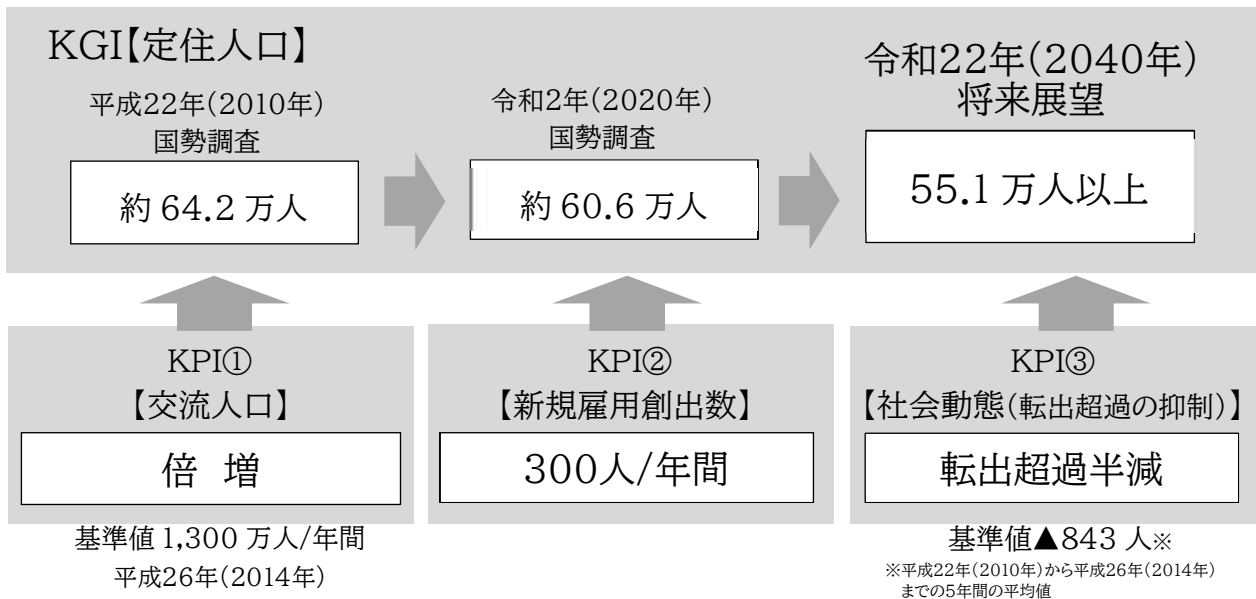 KGI【定住人口】
平成22年(2010年)
国勢調査
約 64.2 万人
令和2年(2020年)
国勢調査
約 60.6 万人
令和22年(2040年)
将来展望
55.1 万人以上
KPI①
【交流人口】
倍 増
基準値 1,300 万人/年間
平成26年(2014年)
KPI②
【新規雇用創出数】
300人/年間
KPI③
【社会動態(転出超過の抑制)】
転出超過半減
基準値▲843 人※
※平成22年(2010年)から平成26年(2014年)
までの5年間の平均値